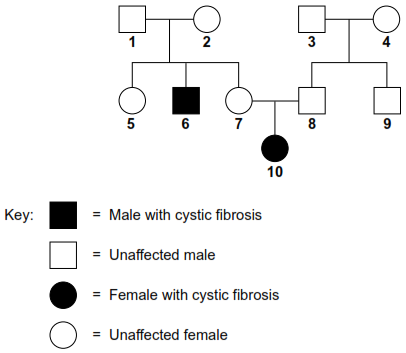 1 2 3 4
5 6 7 8 9
10
Key: = Male with cystic fibrosis
= Unaffected male
= Female with cystic fibrosis
= Unaffected female